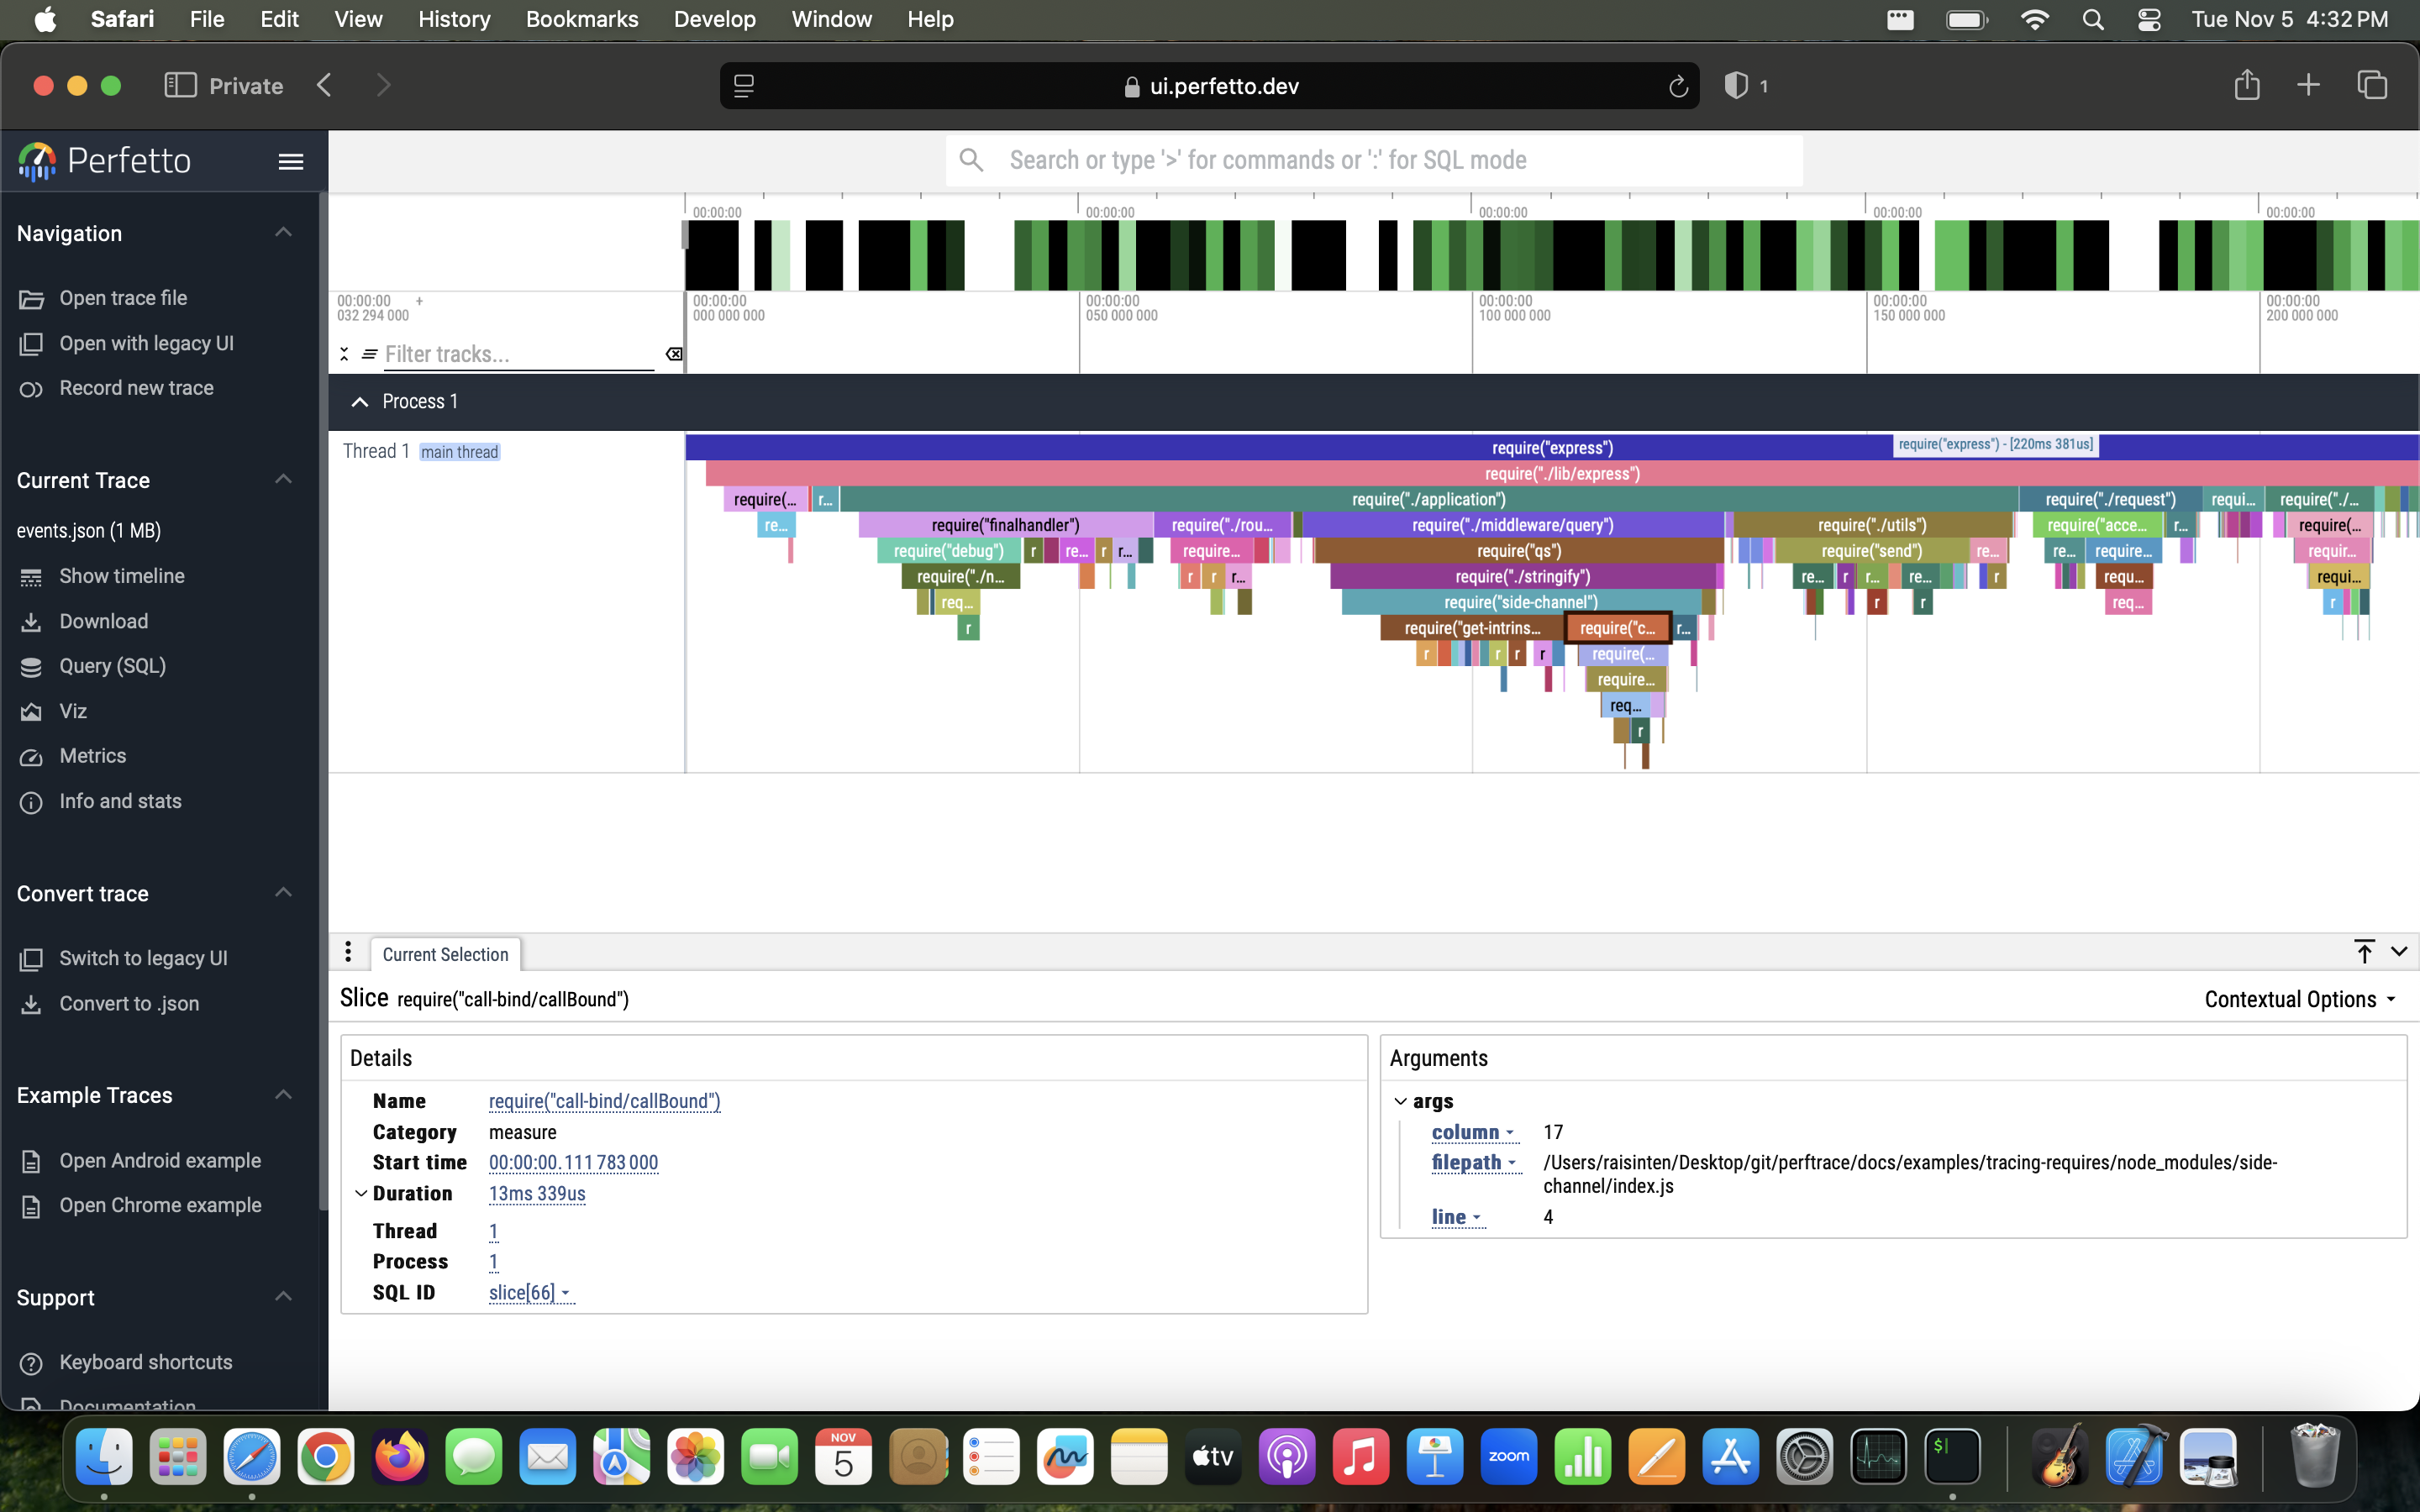 Safari File Edit View History Bookmarks Develop Window Help Tue Nov 5 4:32 PM
Private ui.perfetto.dev 1
Perfetto
Search or type '>' for commands or ':' for SQL mode
Navigation
Open trace file
Open with legacy UI
Record new trace
Current Trace
events.json (1 MB)
Show timeline
Download
Query (SQL)
Viz
Metrics
Info and stats
Convert trace
Switch to legacy UI
Convert to .json
Example Traces
Open Android example
Open Chrome example
Support
Keyboard shortcuts
Documentation
00:00:00 00:00:00 00:00:00 00:00:00 00:00:00
00:00:00 + 00:00:00 00:00:00 00:00:00 00:00:00 00:00:00
032 294 000 000 000 000 050 000 000 100 000 000 150 000 000 200 000 000
Filter tracks...
Process 1
Thread 1 main thread
require("express") require("express") - [220ms 381us]
require("./lib/express")
require(... r... require("./application") require("./request") requi... require("./...
re... require("finalhandler") require("./rou... require("./middleware/query") require("./utils") require("acce... r... require(...
require("debug") r re... r r... require... require("qs") require("send") re... re... require... requir...
require("./n... r r r... require("./stringify") re... r r... re... r requ... requi...
req... require("side-channel") r r req... r
r require("get-intrins... require("c... r...
r r r r require(...
require...
req...
r
Current Selection
Slice require("call-bind/callBound") Contextual Options
Details
Name require("call-bind/callBound")
Category measure
Start time 00:00:00.111 783 000
Duration 13ms 339us
Thread 1
Process 1
SQL ID slice[66]
Arguments
args
column 17
filepath /Users/raisinten/Desktop/git/perftrace/docs/examples/tracing-requires/node_modules/side-
channel/index.js
line 4
NOV
5
tv
zoom
$